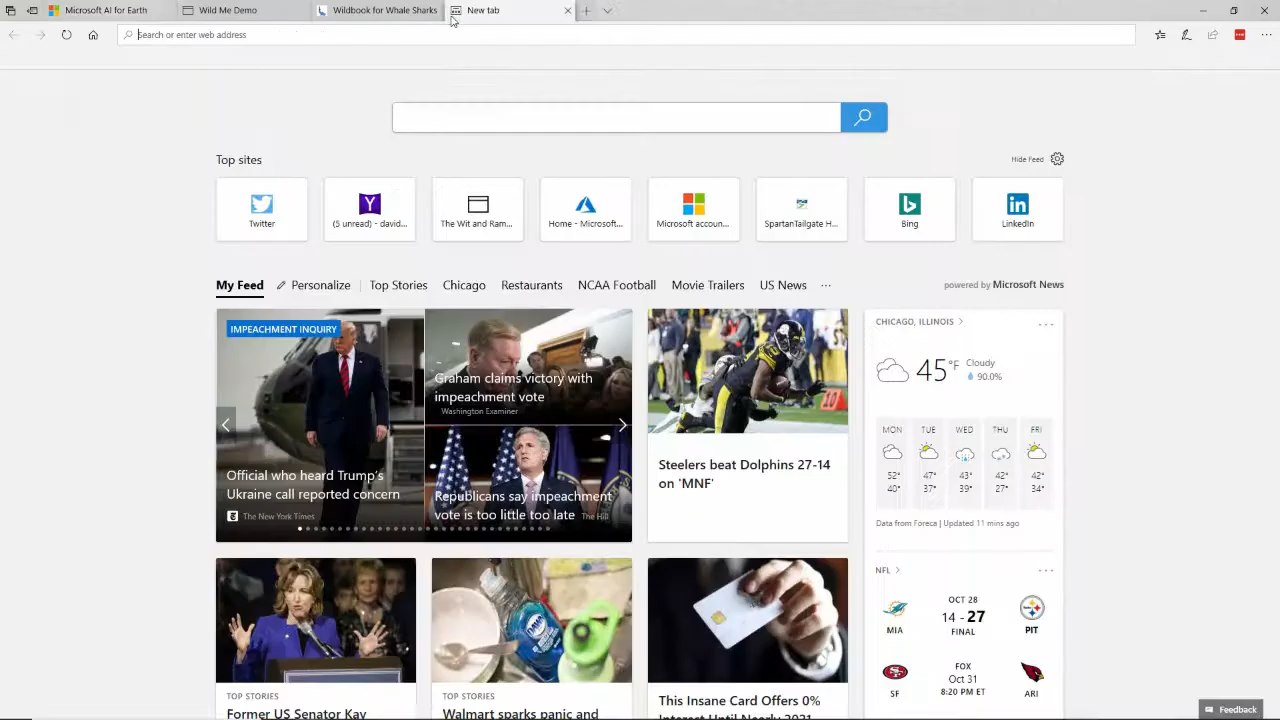 Microsoft AI for Earth
Wild Me Demo
Wildbook for Whale Sharks
New tab
Search or enter web address
Top sites
Hide Feed
Twitter
(5 unread) - david...
The Wit and Ram...
Home - Microsoft...
Microsoft accoun...
SpartanTailgate H...
Bing
LinkedIn
My Feed
Personalize
Top Stories
Chicago
Restaurants
NCAA Football
Movie Trailers
US News
powered by Microsoft News
IMPEACHMENT INQUIRY
Official who heard Trump's
Ukraine call reported concern
The New York Times
Graham claims victory with
impeachment vote
Washington Examiner
Republicans say impeachment
vote is too little too late The Hill
Steelers beat Dolphins 27-14
on 'MNF'
CHICAGO, ILLINOIS
45°F Cloudy
90.0%
MON TUE WED THU FRI
52° 47° 43° 42° 42°
40° 37° 39° 27° 34°
Data from Foreca | Updated 11 mins ago
NFL
OCT 28
14 - 27
FINAL
MIA
PIT
FOX
Oct 31
8:20 PM ET
SF
ARI
TOP STORIES
Former US Senator Kay
TOP STORIES
Walmart sparks panic and
This Insane Card Offers 0%
Interest Until Nearly 2021
Feedback